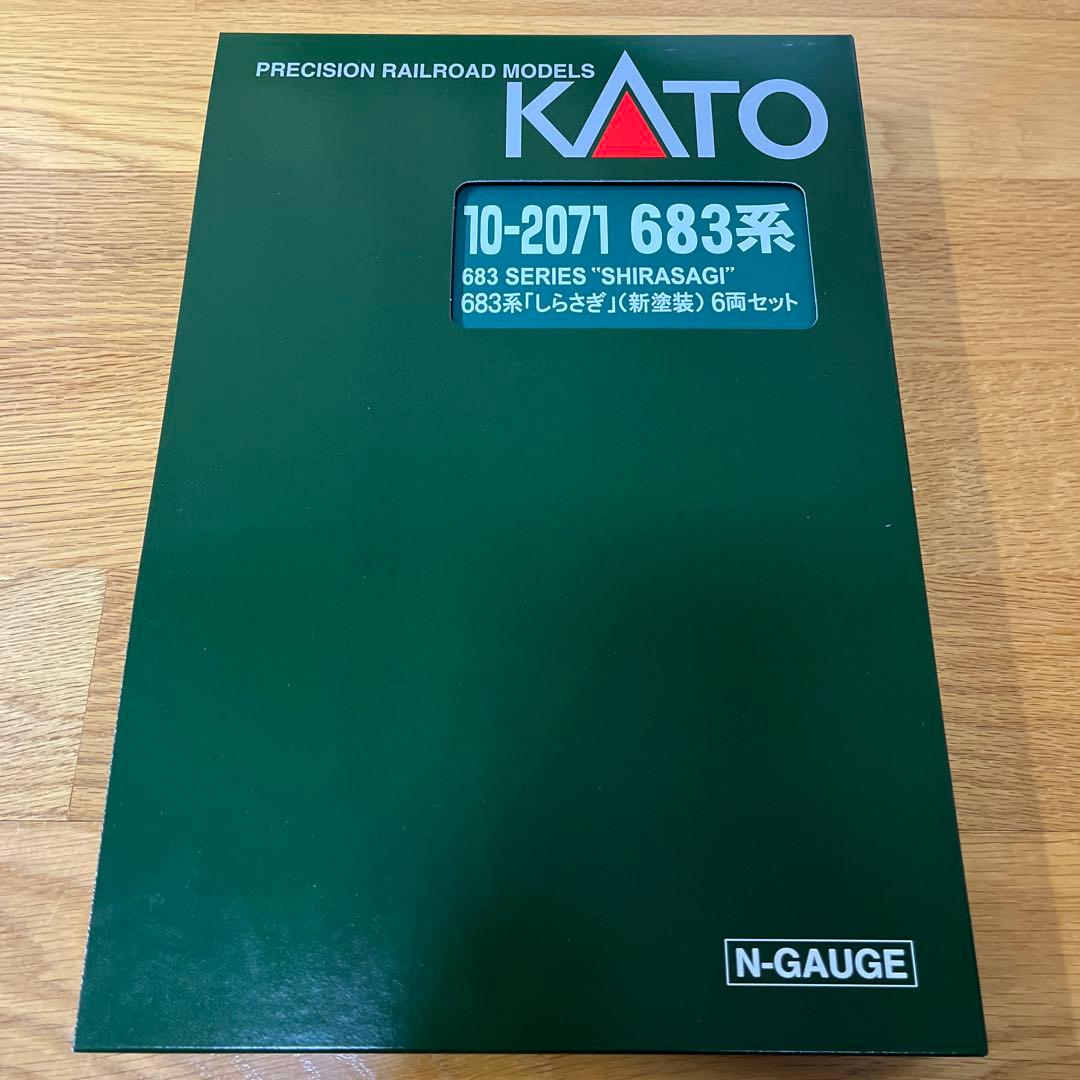 PRECISION RAILROAD MODELS
KATO
10-2071 683系
683 SERIES "SHIRASAGI"
683系「しらさぎ」(新塗装) 6両セット
N-GAUGE